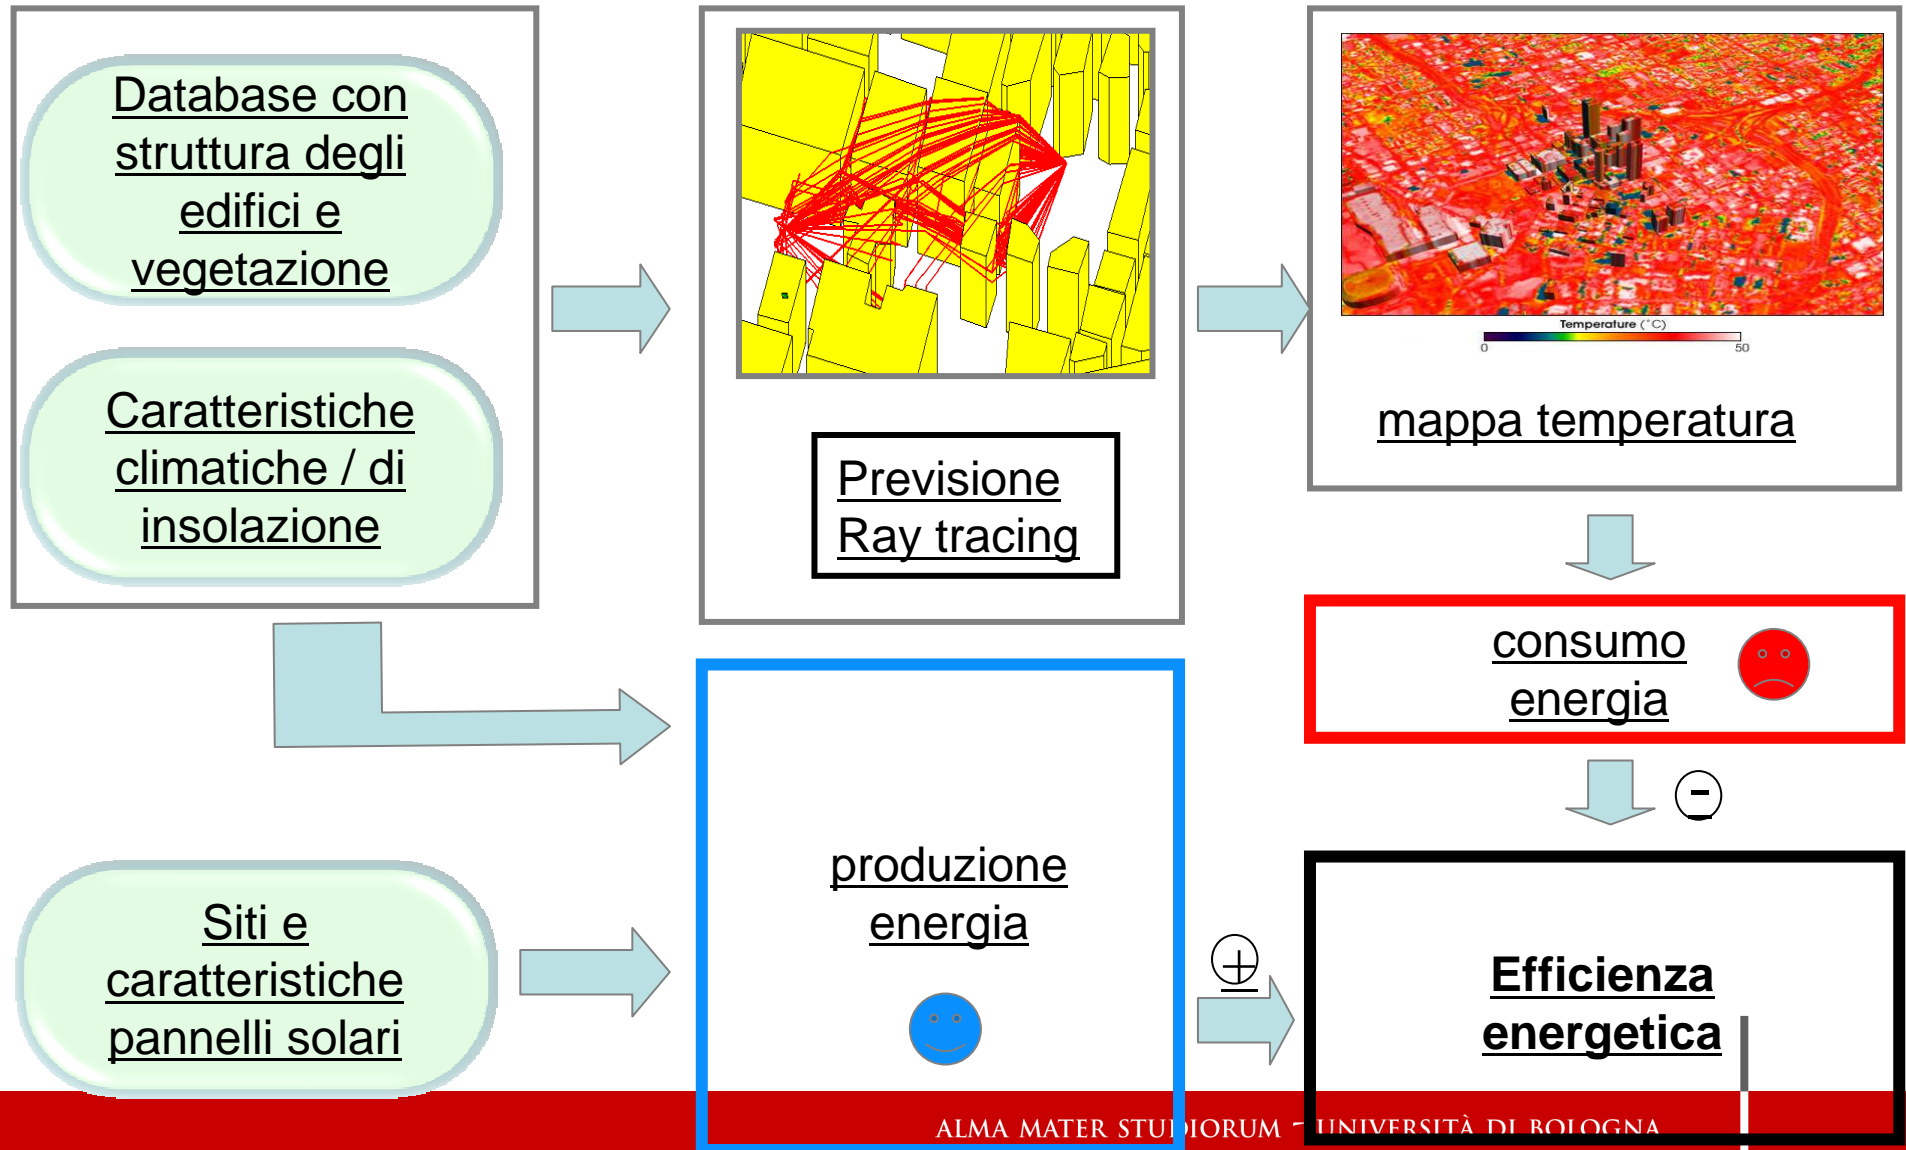 Database con
struttura degli
edifici e
vegetazione
Caratteristiche
climatiche / di
insolazione
Previsione
Ray tracing
Temperature (°C)
0 50
mappa temperatura
consumo
energia
-
Siti e
caratteristiche
pannelli solari
produzione
energia
+
Efficienza
energetica
ALMA MATER STUDIORUM - UNIVERSITÀ DI BOLOGNA